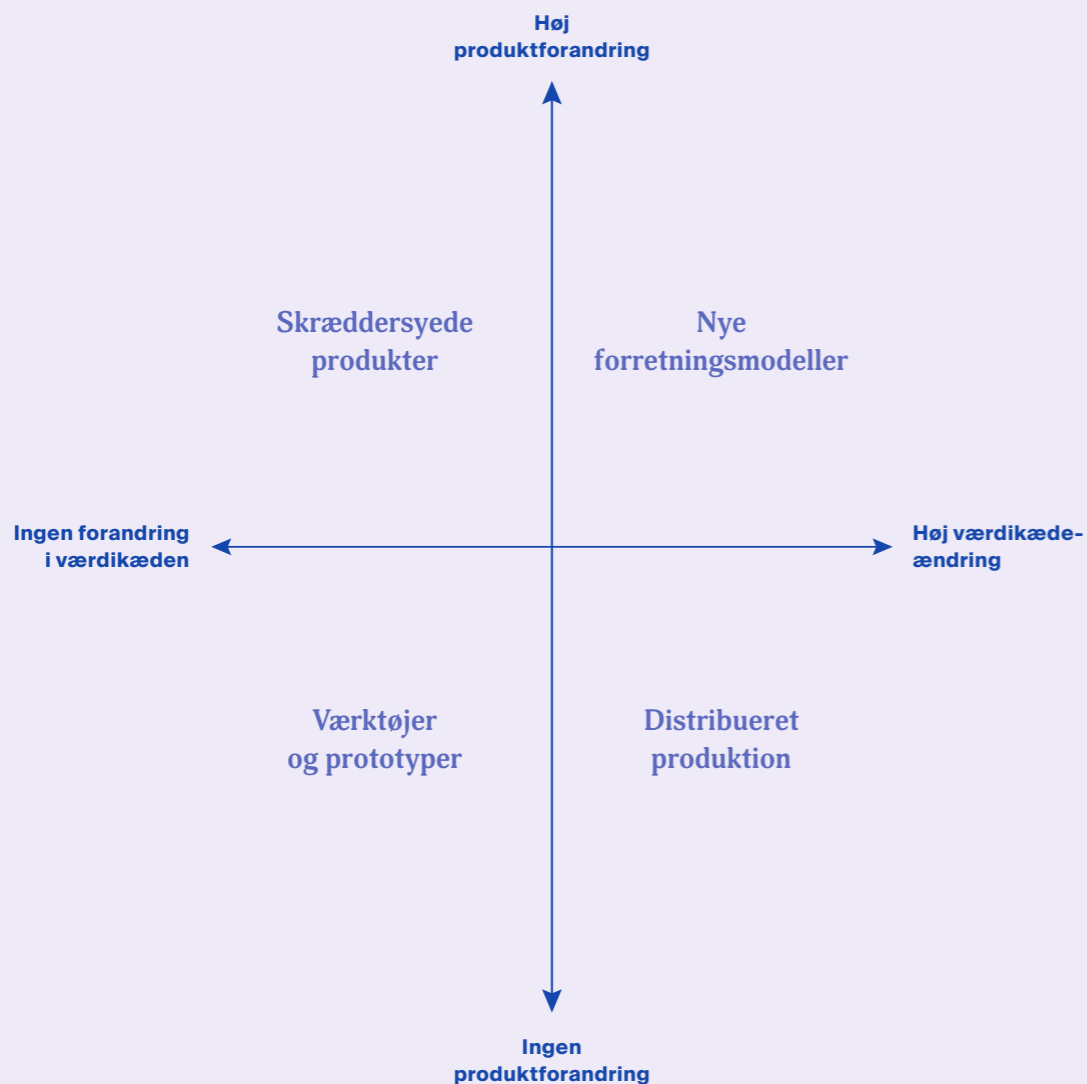 Høj
produktforandring
Skræddersyede
produkter
Nye
forretningsmodeller
Ingen forandring
i værdikæden
Høj værdikæde-
ændring
Værktøjer
og prototyper
Distribueret
produktion
Ingen
produktforandring